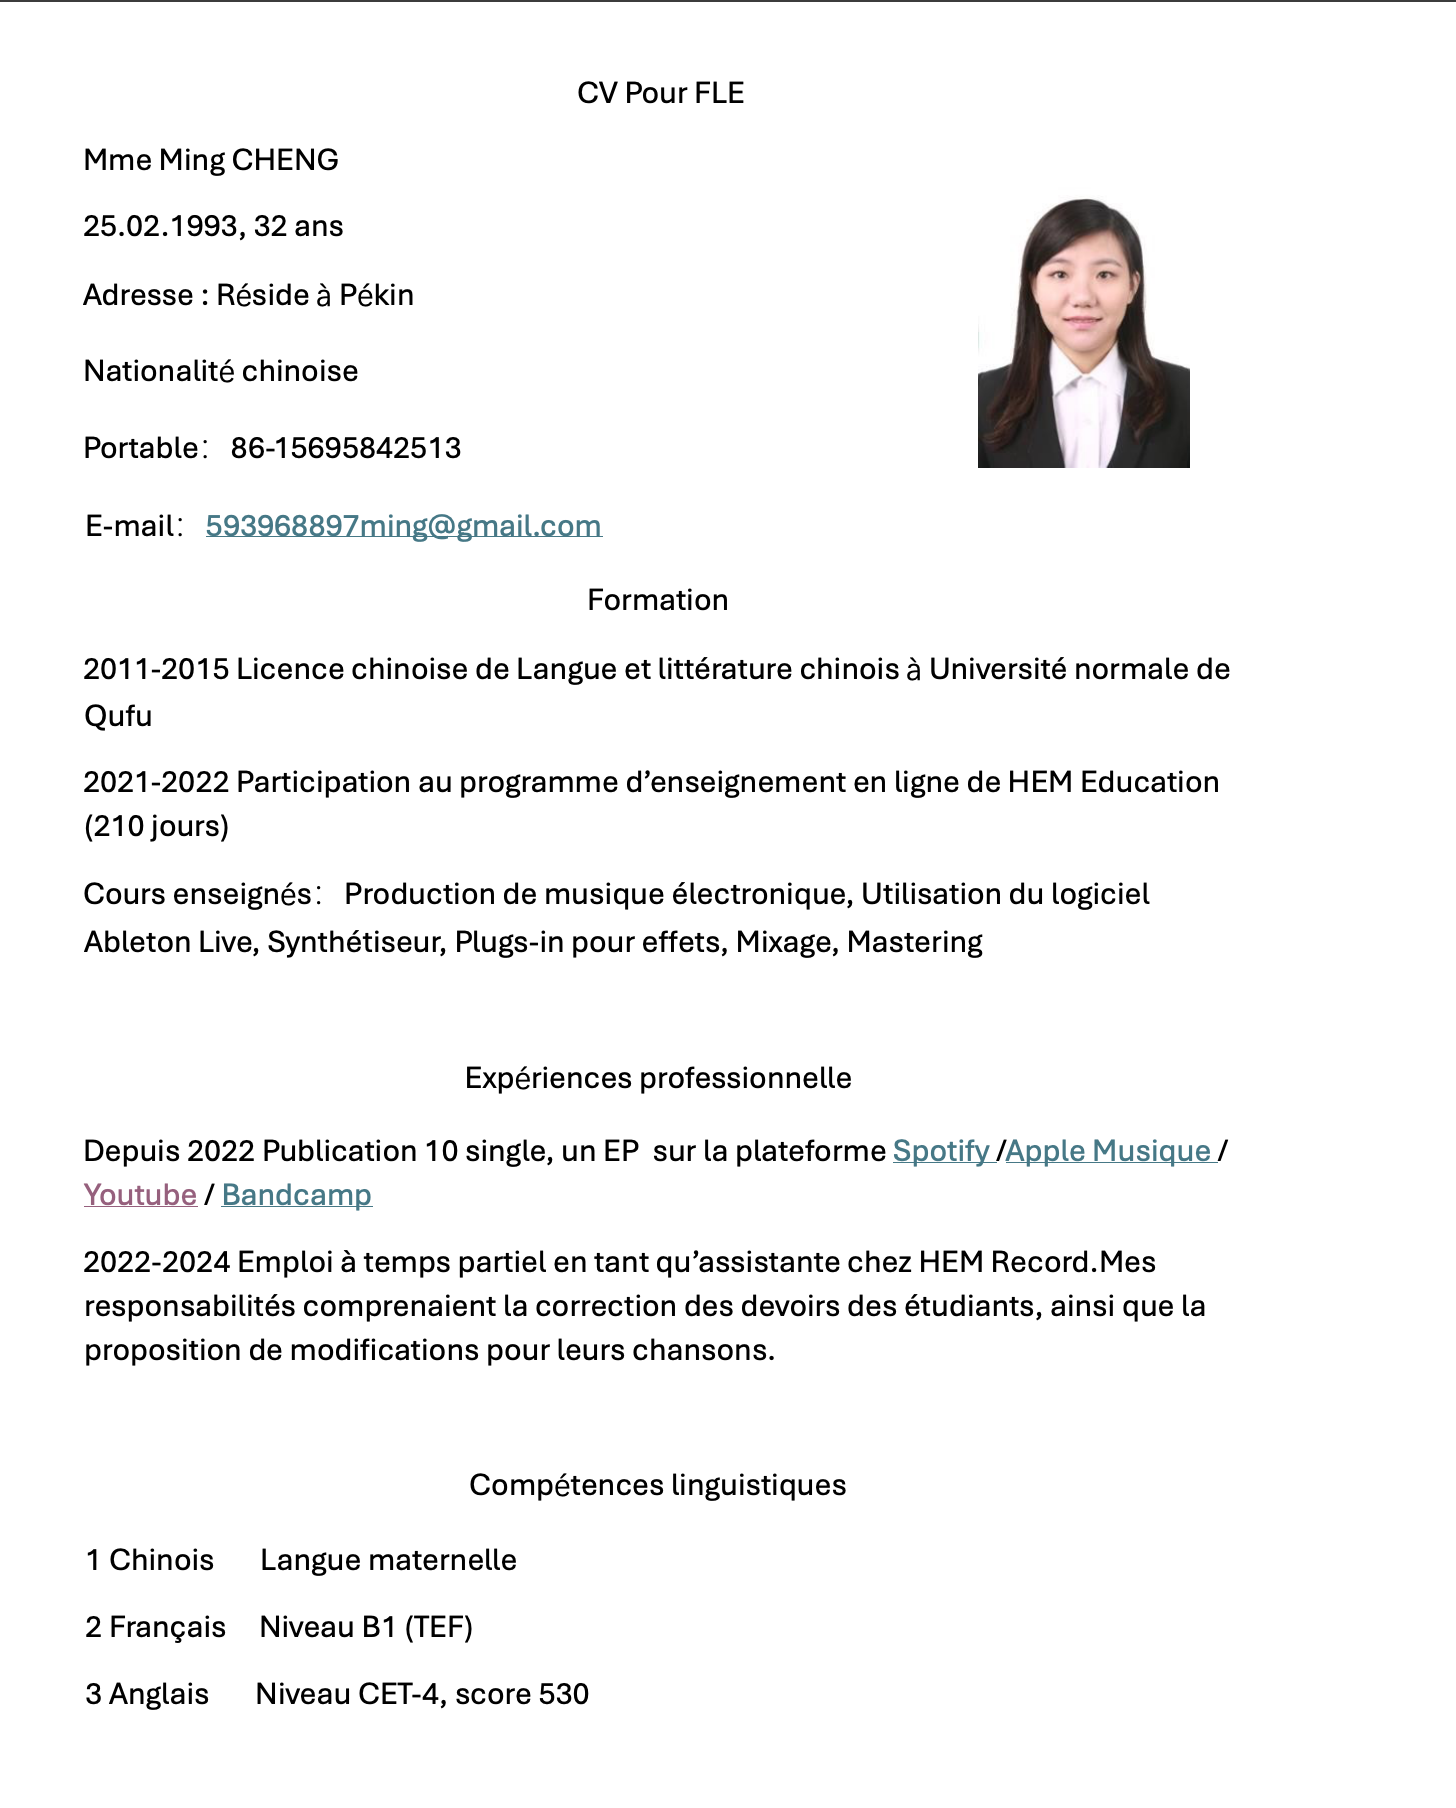 CV Pour FLE
Mme Ming CHENG
25.02.1993, 32 ans
Adresse : Réside à Pékin
Nationalité chinoise
Portable： 86-15695842513
E-mail： 593968897ming@gmail.com
Formation
2011-2015 Licence chinoise de Langue et littérature chinois à Université normale de
Qufu
2021-2022 Participation au programme d’enseignement en ligne de HEM Education
(210 jours)
Cours enseignés： Production de musique électronique, Utilisation du logiciel
Ableton Live, Synthétiseur, Plugs-in pour effets, Mixage, Mastering
Expériences professionnelle
Depuis 2022 Publication 10 single, un EP  sur la plateforme Spotify /Apple Musique /
Youtube / Bandcamp
2022-2024 Emploi à temps partiel en tant qu’assistante chez HEM Record.Mes
responsabilités comprenaient la correction des devoirs des étudiants, ainsi que la
proposition de modifications pour leurs chansons.
Compétences linguistiques
1 Chinois Langue maternelle
2 Français Niveau B1 (TEF)
3 Anglais Niveau CET-4, score 530